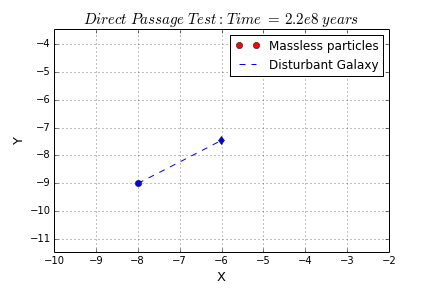 Direct Passage Test : Time = 2.2e8 years
Massless particles
Disturbant Galaxy
−4
−5
−6
−7
−8
−9
−10
−11
Y
−10 −9 −8 −7 −6 −5 −4 −3 −2
X